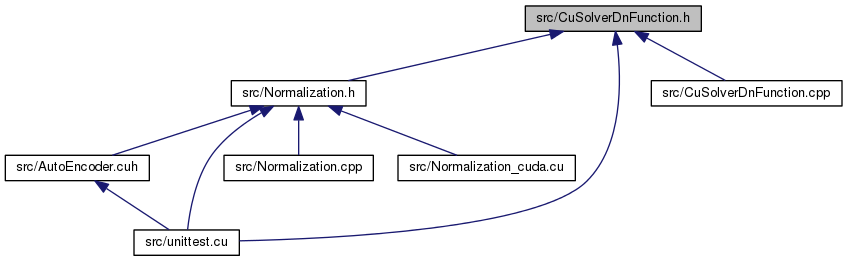 src/CuSolverDnFunction.h
src/Normalization.h
src/CuSolverDnFunction.cpp
src/AutoEncoder.cuh
src/Normalization.cpp
src/Normalization_cuda.cu
src/unittest.cu